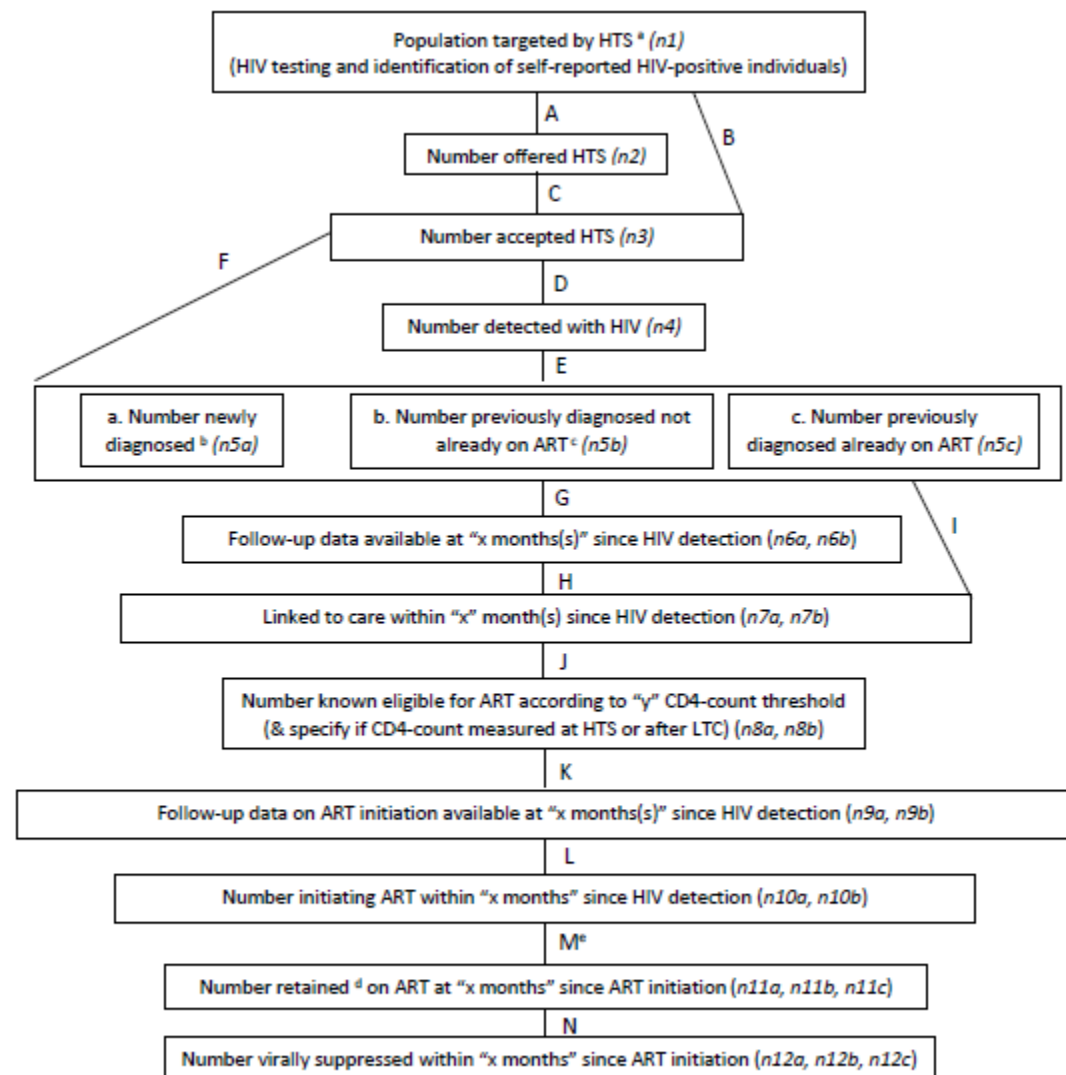 Population targeted by HTS ᵃ (n1)
(HIV testing and identification of self-reported HIV-positive individuals)
A
B
Number offered HTS (n2)
C
Number accepted HTS (n3)
F
D
Number detected with HIV (n4)
E
a. Number newly
diagnosed ᵇ (n5a)
b. Number previously diagnosed not
already on ART ᶜ (n5b)
c. Number previously
diagnosed already on ART (n5c)
G
I
Follow-up data available at “x months(s)” since HIV detection (n6a, n6b)
H
Linked to care within “x” month(s) since HIV detection (n7a, n7b)
J
Number known eligible for ART according to “y” CD4-count threshold
(& specify if CD4-count measured at HTS or after LTC) (n8a, n8b)
K
Follow-up data on ART initiation available at “x months(s)” since HIV detection (n9a, n9b)
L
Number initiating ART within “x months” since HIV detection (n10a, n10b)
Mᵉ
Number retained ᵈ on ART at “x months” since ART initiation (n11a, n11b, n11c)
N
Number virally suppressed within “x months” since ART initiation (n12a, n12b, n12c)